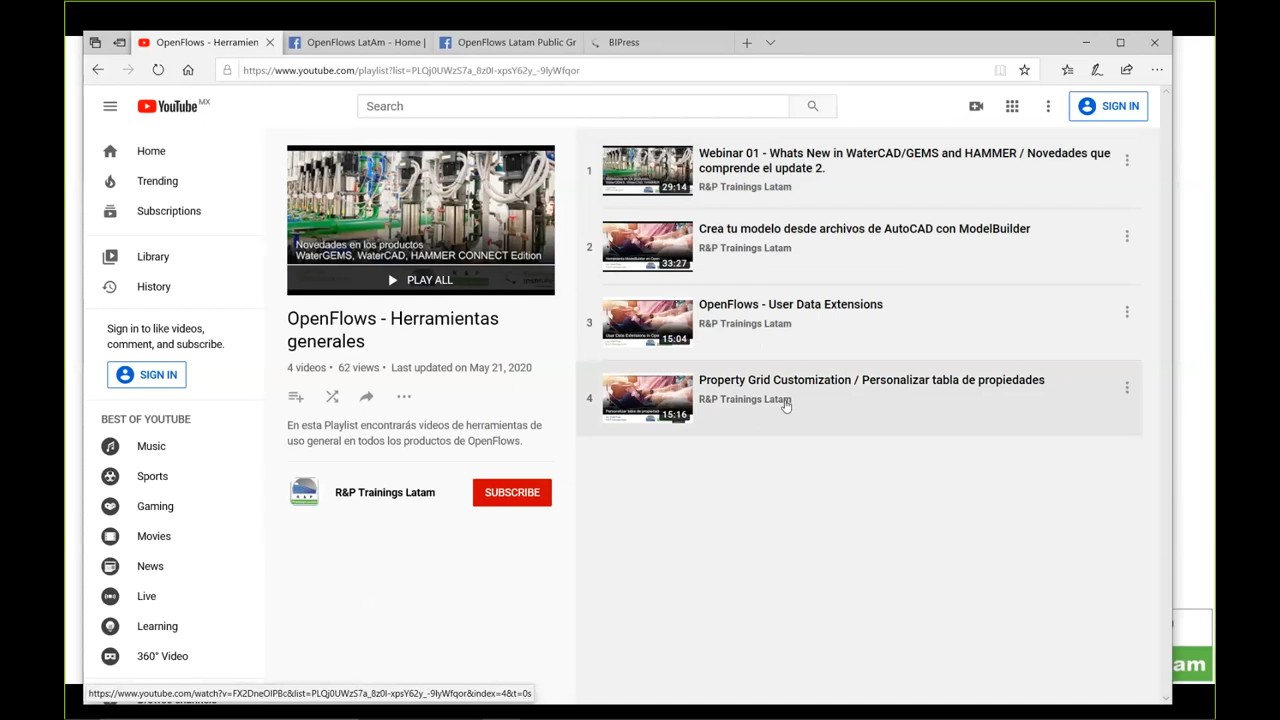 OpenFlows - Herramien
OpenFlows LatAm - Home |
OpenFlows Latam Public Gr
BIPress
https://www.youtube.com/playlist?list=PLQj0UWzS7a_8z0I-xpsY62y_-9lyWfqor
YouTube MX
Search
SIGN IN
Home
Trending
Subscriptions
Library
History
Sign in to like videos,
comment, and subscribe.
SIGN IN
BEST OF YOUTUBE
Music
Sports
Gaming
Movies
News
Live
Learning
360° Video
Novedades en los productos
WaterGEMS, WaterCAD, HAMMER CONNECT Edition
PLAY ALL
OpenFlows - Herramientas
generales
4 videos • 62 views • Last updated on May 21, 2020
En esta Playlist encontrarás videos de herramientas de
uso general en todos los productos de OpenFlows.
R&P Trainings Latam
SUBSCRIBE
1
29:14
Webinar 01 - Whats New in WaterCAD/GEMS and HAMMER / Novedades que
comprende el update 2.
R&P Trainings Latam
2
33:27
Crea tu modelo desde archivos de AutoCAD con ModelBuilder
R&P Trainings Latam
3
15:04
OpenFlows - User Data Extensions
R&P Trainings Latam
4
15:16
Property Grid Customization / Personalizar tabla de propiedades
R&P Trainings Latam
https://www.youtube.com/watch?v=FX2DneOIPBc&list=PLQj0UWzS7a_8z0I-xpsY62y_-9lyWfqor&index=4&t=0s
am